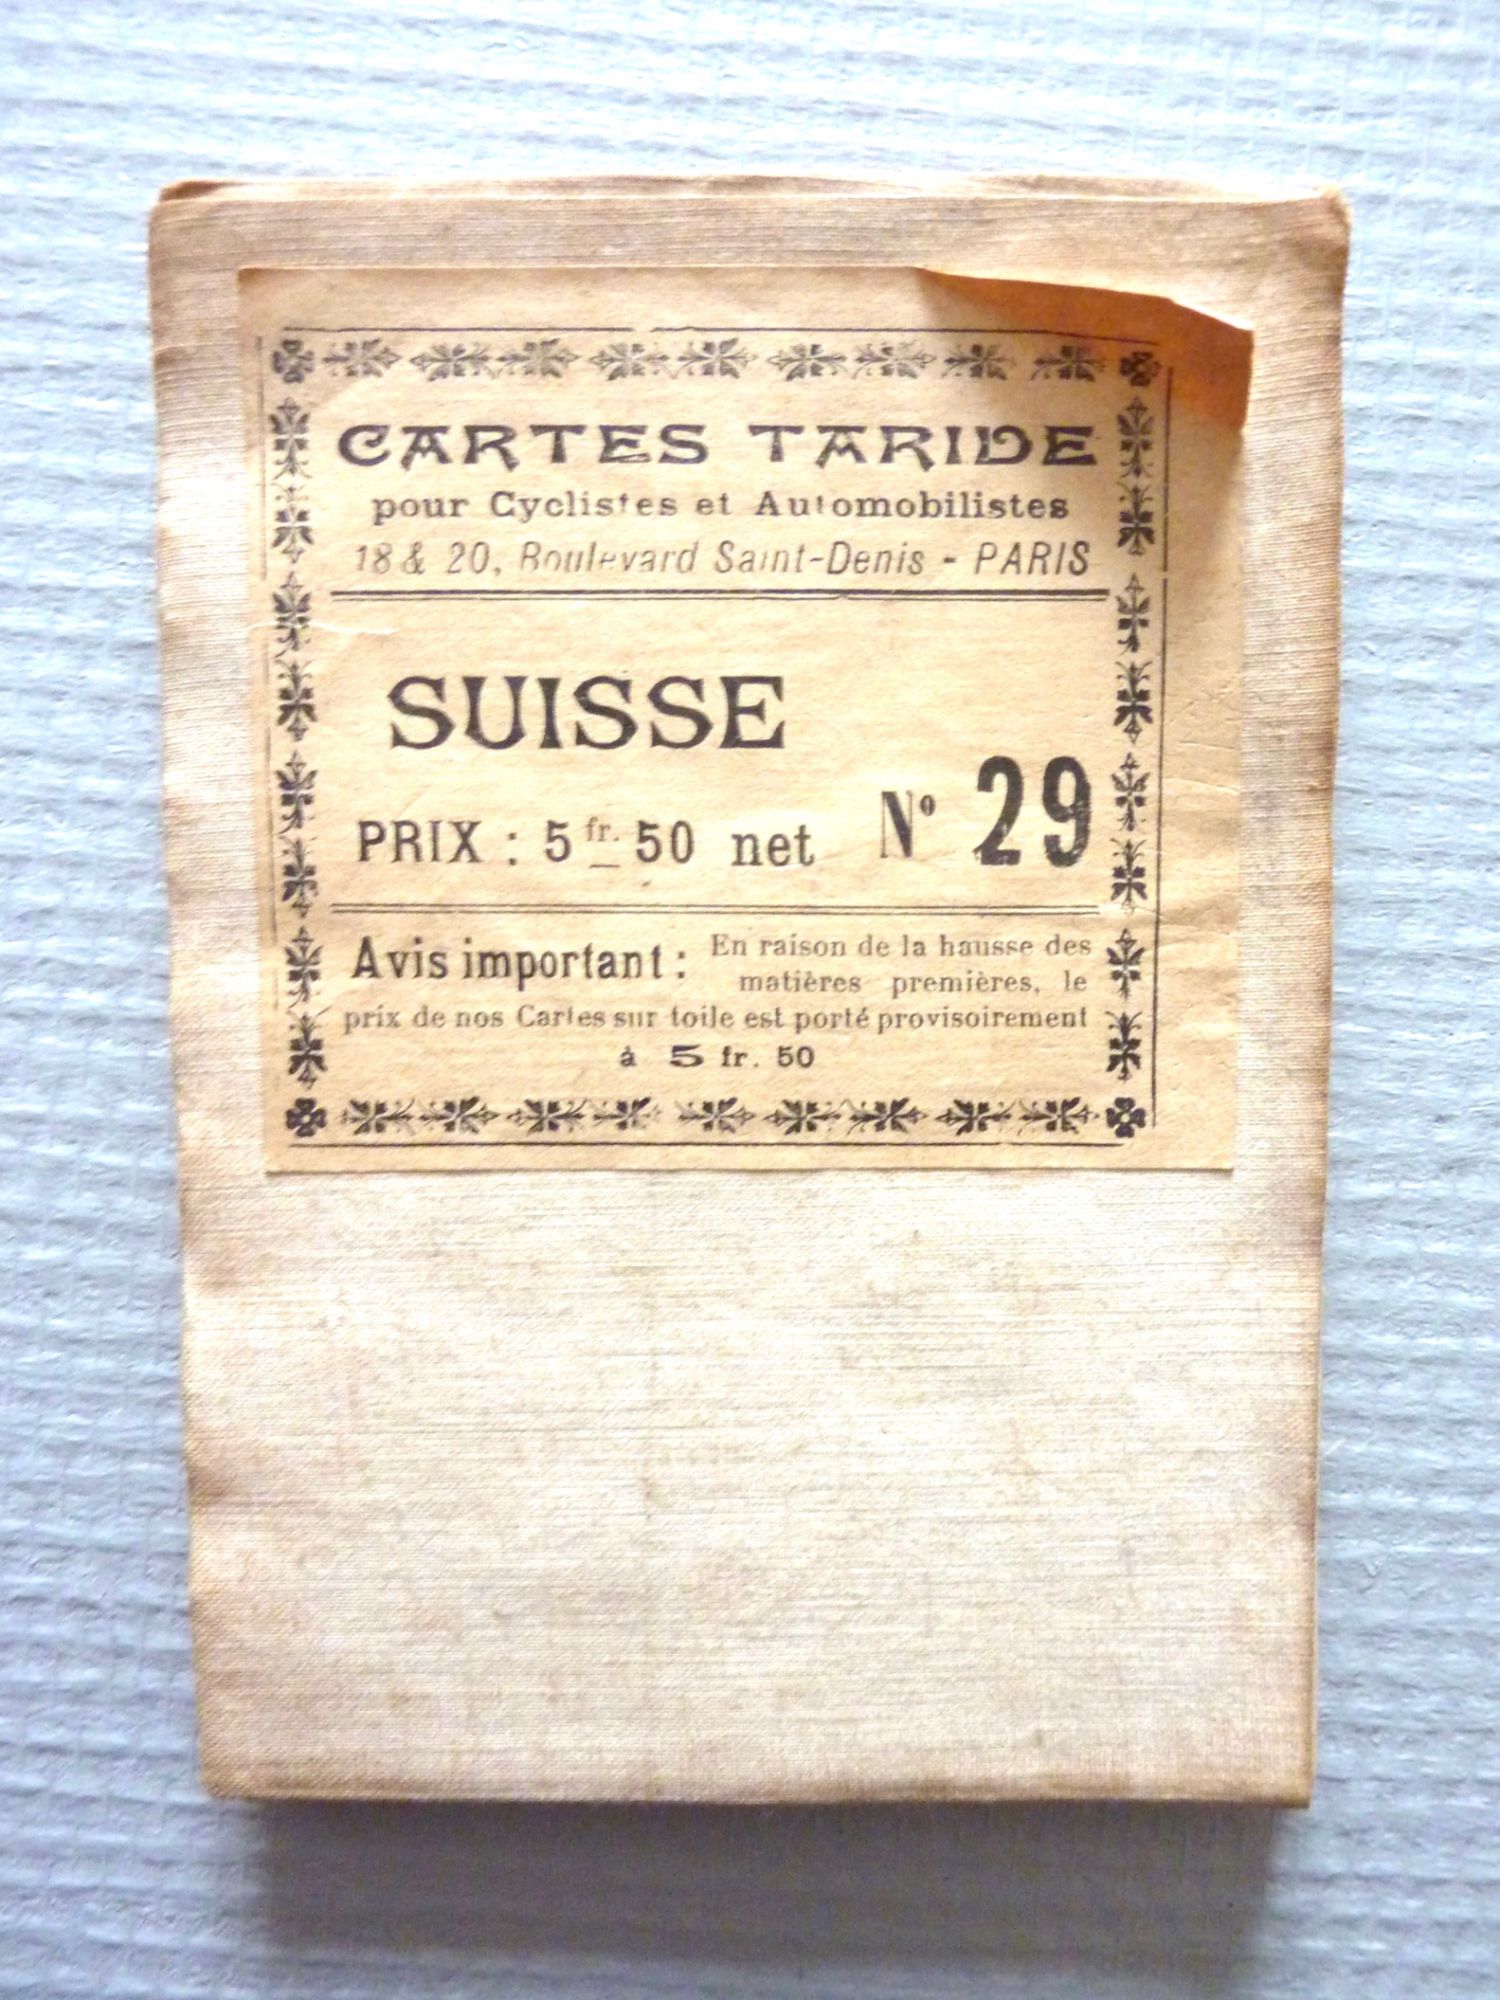 CARTES TARIDE
pour Cyclistes et Automobilistes
18 & 20, Boulevard Saint-Denis - PARIS
SUISSE
PRIX : 5 fr. 50 net N° 29
Avis important : En raison de la hausse des
matières premières, le
prix de nos Cartes sur toile est porté provisoirement
à 5 fr. 50